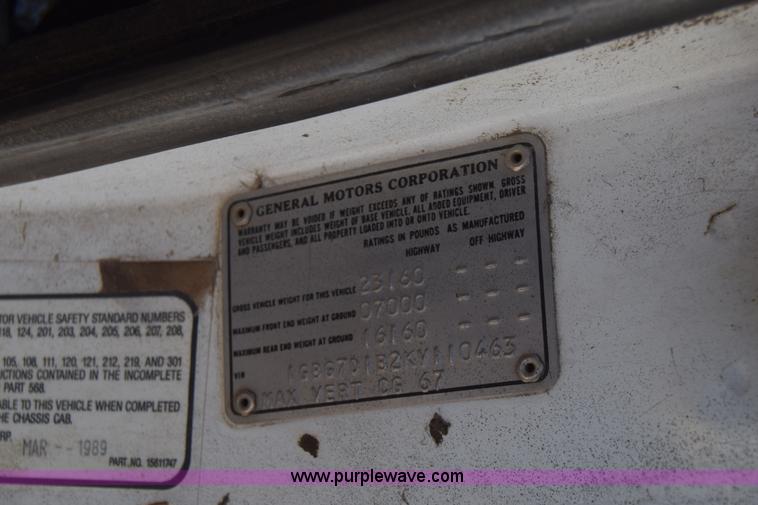 GENERAL MOTORS CORPORATION
WARRANTY MAY BE VOIDED IF WEIGHT EXCEEDS ANY OF RATINGS SHOWN. GROSS
VEHICLE WEIGHT INCLUDES WEIGHT OF BASE VEHICLE, ALL ADDED EQUIPMENT, DRIVER
AND PASSENGERS, AND ALL PROPERTY LOADED INTO OR ONTO VEHICLE.
RATINGS IN POUNDS AS MANUFACTURED
HIGHWAY OFF HIGHWAY
GROSS VEHICLE WEIGHT FOR THIS VEHICLE 23160 - - -
MAXIMUM FRONT END WEIGHT AT GROUND 07000 - - -
MAXIMUM REAR END WEIGHT AT GROUND 16160 - - -
VIN 1GBG7D1B2KV110463
MAX VERT CG 67
TOR VEHICLE SAFETY STANDARD NUMBERS
118, 124, 201, 203, 204, 205, 206, 207, 208,
105, 108, 111, 120, 121, 212, 219, AND 301
UCTIONS CONTAINED IN THE INCOMPLETE
PART 568.
ABLE TO THIS VEHICLE WHEN COMPLETED
HE CHASSIS CAB.
RP.
MAR -- 1989
PART NO. 15611747
www.purplewave.com